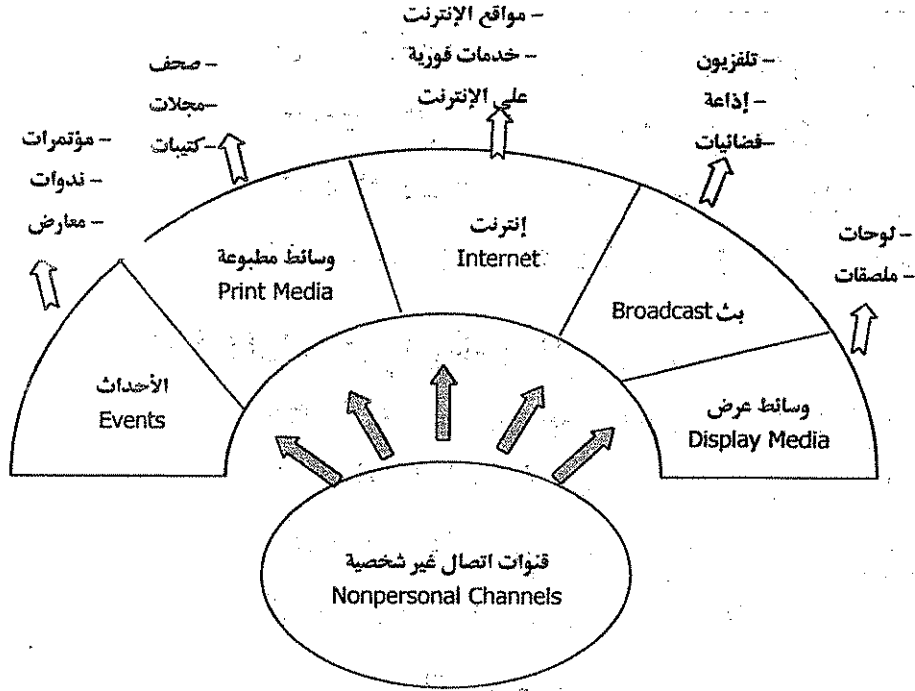 – مواقع الإنترنت
– خدمات فورية
على الإنترنت
– تلفزيون
– إذاعة
– فضائيات
– صحف
– مجلات
– كتيبات
– مؤتمرات
– ندوات
– معارض
– لوحات
– ملصقات
إنترنت
Internet
وسائط مطبوعة
Print Media
بث Broadcast
الأحداث
Events
وسائط عرض
Display Media
قنوات اتصال غير شخصية
Nonpersonal Channels